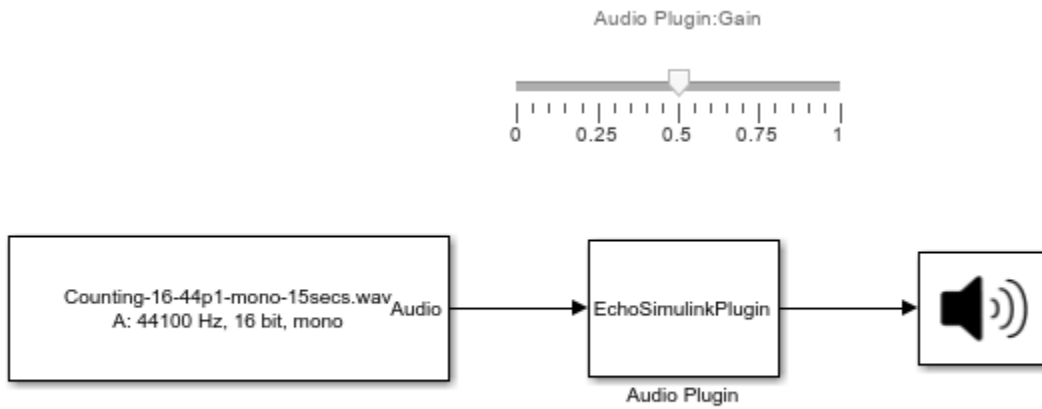 Audio Plugin:Gain
0 0.25 0.5 0.75 1
Counting-16-44p1-mono-15secs.wav
A: 44100 Hz, 16 bit, mono
Audio
EchoSimulinkPlugin
Audio Plugin